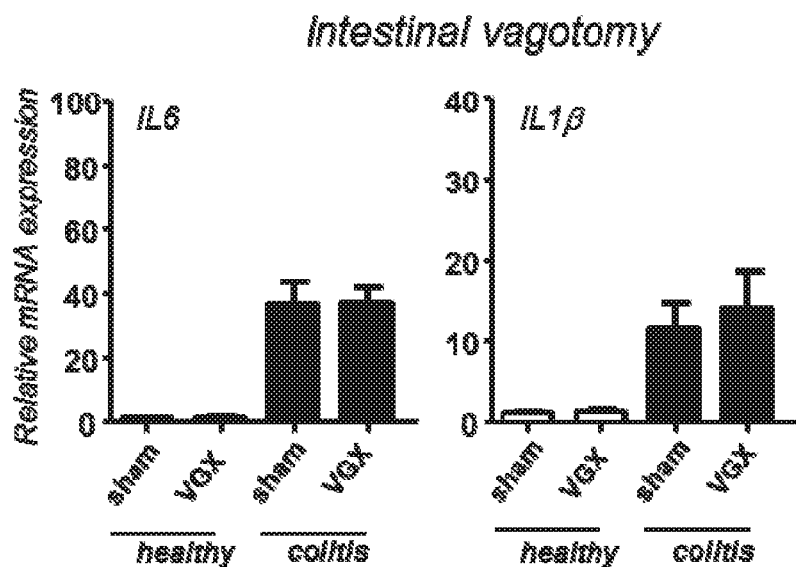 Intestinal vagotomy
Relative mRNA expression
IL6
100
80
60
40
20
0
sham
VGX
sham
VGX
healthy
colitis
IL1β
40
30
20
10
0
sham
VGX
sham
VGX
healthy
colitis